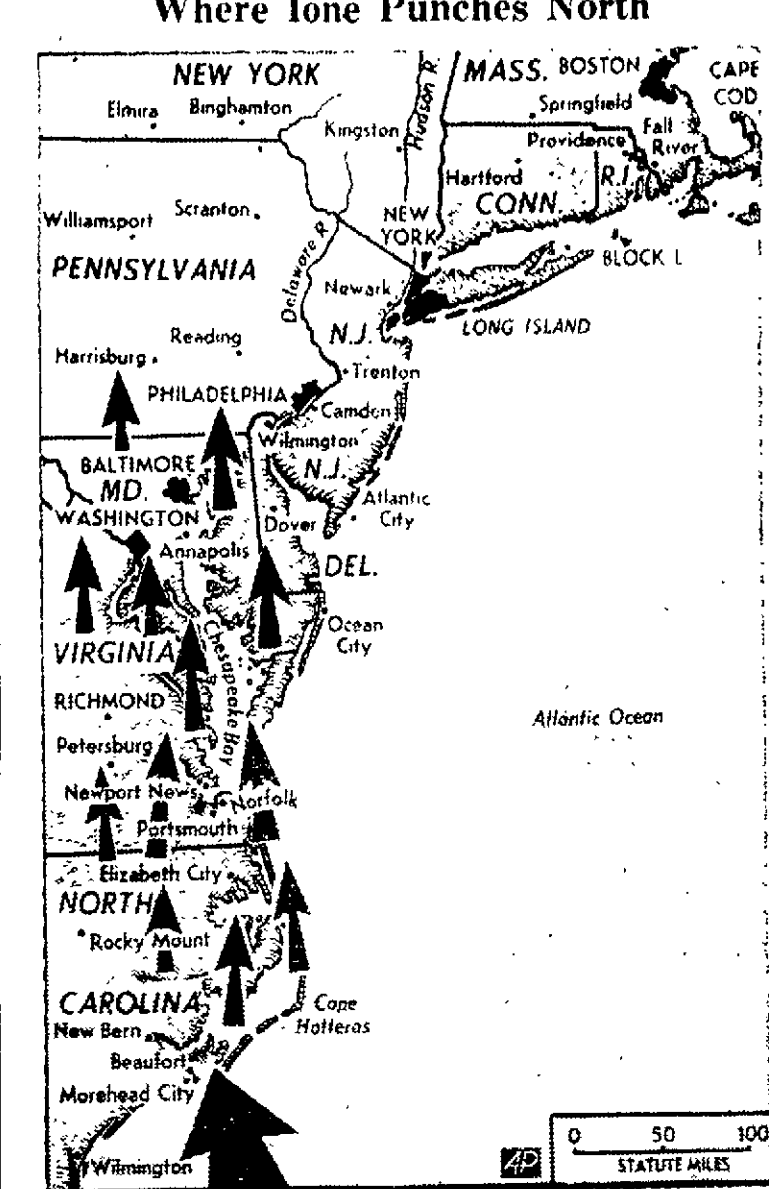 Where Ione Punches North
NEW YORK
MASS.
BOSTON
CAPE
COD
Elmira
Binghamton
Kingston
Hudson R.
Springfield
Providence
Fall
River
Hartford
R.I.
CONN.
Williamsport
Scranton
NEW
YORK
Delaware R.
BLOCK I.
PENNSYLVANIA
Newark
LONG ISLAND
N.J.
Reading
Harrisburg
Trenton
PHILADELPHIA
Camden
Wilmington
BALTIMORE
N.J.
MD.
Atlantic
City
WASHINGTON
Dover
Annapolis
DEL.
Ocean
City
VIRGINIA
Chesapeake Bay
RICHMOND
Atlantic Ocean
Petersburg
Newport News
Norfolk
Portsmouth
Elizabeth City
NORTH
Rocky Mount
CAROLINA
Cape
Hatteras
New Bern
Beaufort
Morehead City
Wilmington
AP
0 50 100
STATUTE MILES